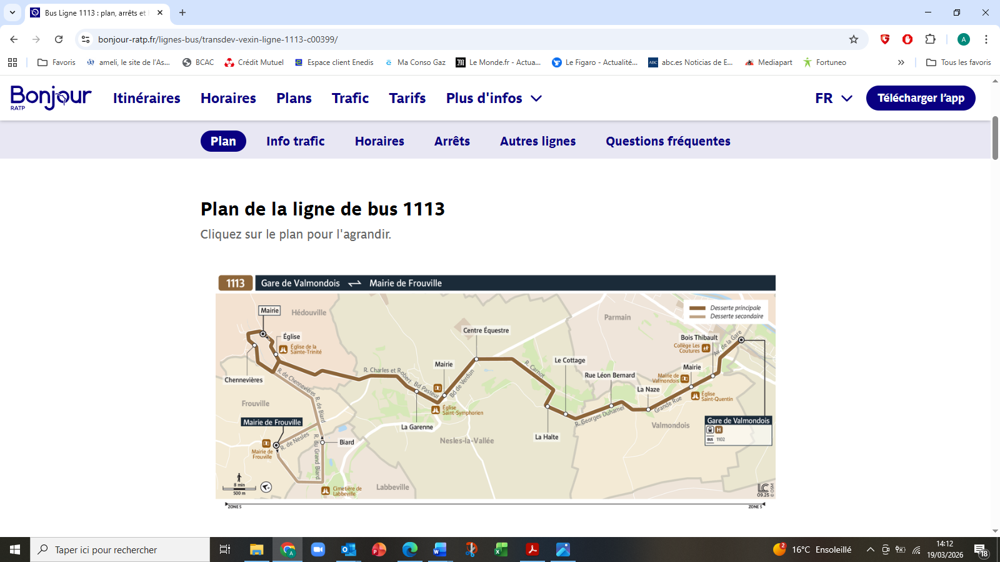 Bus Ligne 1113 : plan, arrêts et
bonjour-ratp.fr/lignes-bus/transdev-vexin-ligne-1113-c00399/
A
Favoris
ameli, le site de l'As...
BCAC
Crédit Mutuel
Espace client Enedis
Ma Conso Gaz
Le Monde.fr - Actua...
Le Figaro - Actualité...
ABC
abc.es Noticias de E...
Mediapart
Fortuneo
Tous les favoris
Bonjour
RATP
Itinéraires
Horaires
Plans
Trafic
Tarifs
Plus d'infos
FR
Télécharger l'app
Plan
Info trafic
Horaires
Arrêts
Autres lignes
Questions fréquentes
Plan de la ligne de bus 1113
Cliquez sur le plan pour l'agrandir.
1113
Gare de Valmondois
Mairie de Frouville
Desserte principale
Desserte secondaire
Mairie
Hédouville
Parmain
Centre Équestre
Église
Église de la
Sainte-Trinité
Bois Thibault
Av. de la Gare
Collège Les
Coutures
Chennevières
R. de Chennevières
R. Charles et Robert
Mairie
Bd Pasteur
Bd de Verdun
R. Carnot
Le Cottage
Rue Léon Bernard
Mairie
Mairie de
Valmondois
La Naze
Église
Saint-Quentin
Grande Rue
Frouville
R. de Biard
Église
Saint-Symphorien
R. Georges Duhamel
Mairie de Frouville
La Garenne
La Halte
Valmondois
Gare de Valmondois
H
BUS 1102
R. de Nesles
Mairie de
Frouville
Biard
R. du Grand Biard
Nesles-la-Vallée
8 min
500 m
Cimetière de
Labbeville
Labbeville
09.25
© OSM
ZONE 5
ZONE 5
Taper ici pour rechercher
2
16°C Ensoleillé
14:12
19/03/2026
18